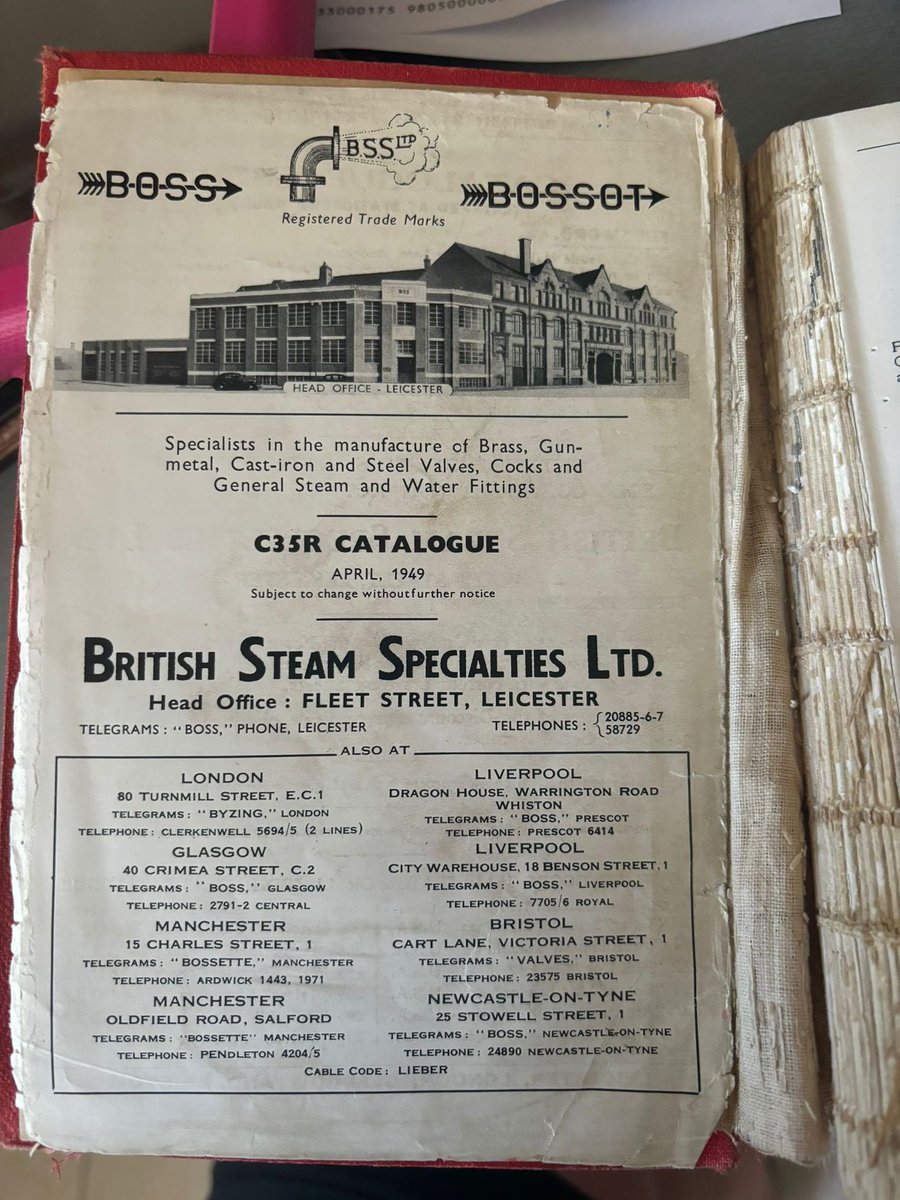 53000175 980500000
B.S.S. LTD
B·O·S·S
B·O·S·S·O·T
Registered Trade Marks
BSS
HEAD OFFICE - LEICESTER
Specialists in the manufacture of Brass, Gun-
metal, Cast-iron and Steel Valves, Cocks and
General Steam and Water Fittings
C35R CATALOGUE
APRIL, 1949
Subject to change without further notice
BRITISH STEAM SPECIALTIES LTD.
Head Office : FLEET STREET, LEICESTER
TELEGRAMS : "BOSS," PHONE, LEICESTER
TELEPHONES : { 20885-6-7
58729
ALSO AT
LONDON
80 TURNMILL STREET, E.C.1
TELEGRAMS : "BYZING," LONDON
TELEPHONE : CLERKENWELL 5694/5 (2 LINES)
GLASGOW
40 CRIMEA STREET, C.2
TELEGRAMS : "BOSS," GLASGOW
TELEPHONE : 2791-2 CENTRAL
MANCHESTER
15 CHARLES STREET, 1
TELEGRAMS : "BOSSETTE," MANCHESTER
TELEPHONE : ARDWICK 1443, 1971
MANCHESTER
OLDFIELD ROAD, SALFORD
TELEGRAMS : "BOSSETTE" MANCHESTER
TELEPHONE : PENDLETON 4204/5
LIVERPOOL
DRAGON HOUSE, WARRINGTON ROAD
WHISTON
TELEGRAMS : "BOSS," PRESCOT
TELEPHONE : PRESCOT 6414
LIVERPOOL
CITY WAREHOUSE, 18 BENSON STREET, 1
TELEGRAMS : "BOSS," LIVERPOOL
TELEPHONE : 7705/6 ROYAL
BRISTOL
CART LANE, VICTORIA STREET, 1
TELEGRAMS : "VALVES," BRISTOL
TELEPHONE : 23575 BRISTOL
NEWCASTLE-ON-TYNE
25 STOWELL STREET, 1
TELEGRAMS : "BOSS," NEWCASTLE-ON-TYNE
TELEPHONE : 24890 NEWCASTLE-ON-TYNE
CABLE CODE : LIEBER